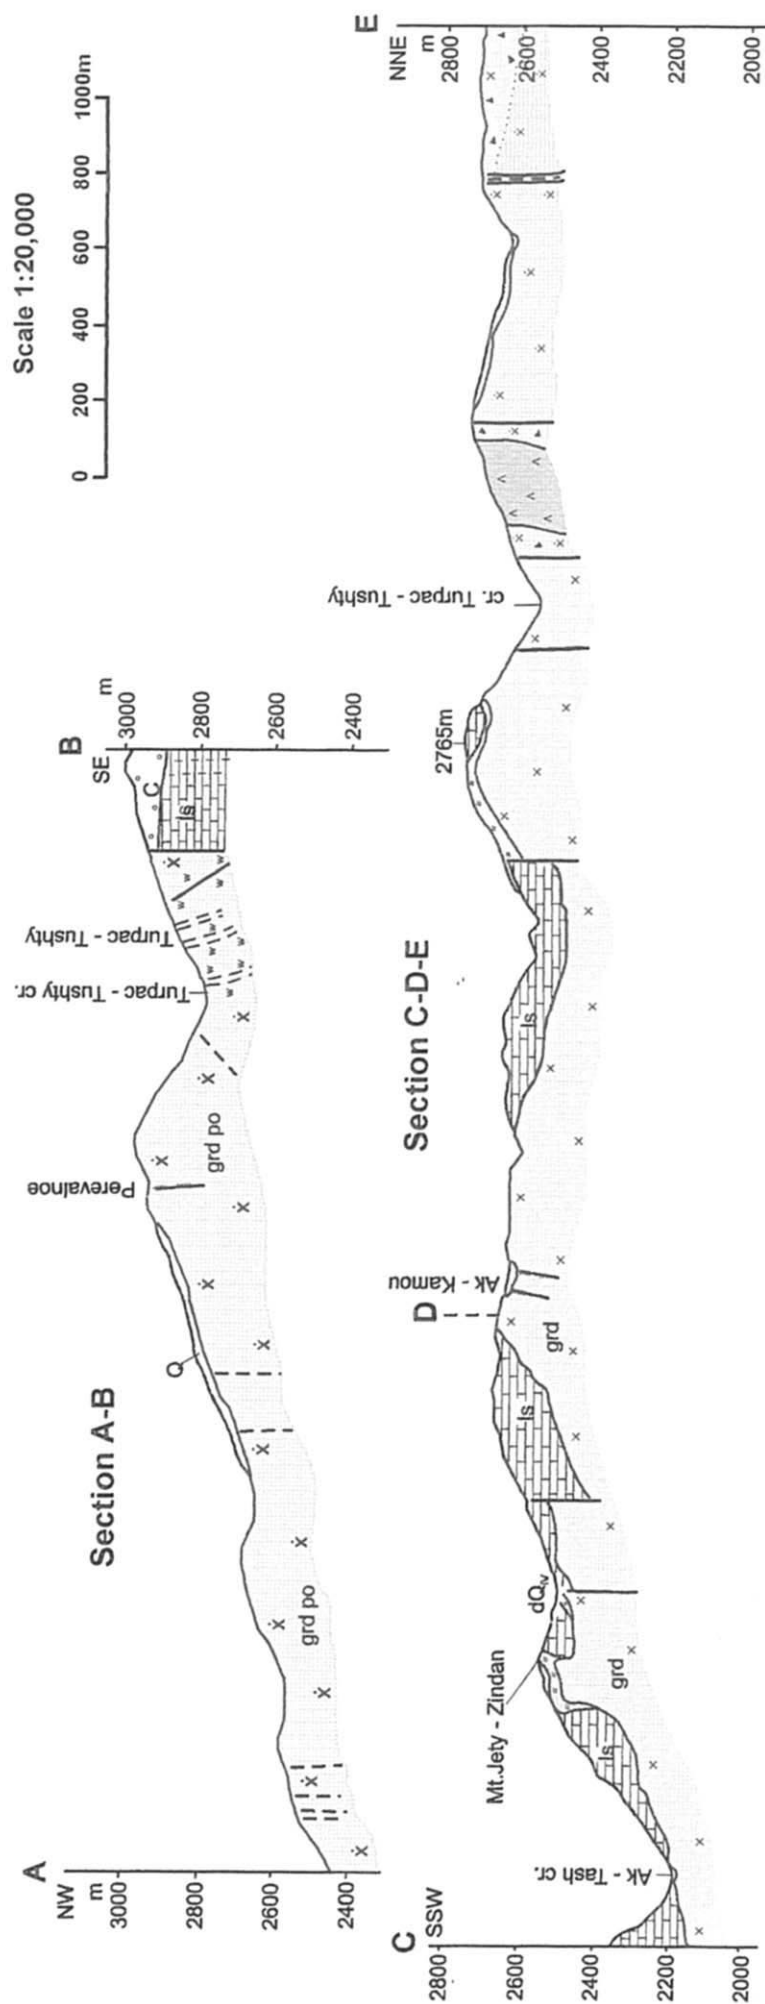 Scale 1:20,000
0 200 400 600 800 1000m
Section A-B
A
NW
m
3000
2800
2600
2400
grd po
Q
Perevalnoe
grd po
Turpac - Tushty cr.
Turpac - Tushty
C
ls
B
SE
m
3000
2800
2600
2400
Section C-D-E
C
SSW
2800
2600
2400
2200
2000
Ak - Tash cr.
ls
Mt.Jety - Zindan
grd
dQIV
ls
grd
D
Ak - Kamou
ls
2765m
cr. Turpac - Tushty
E
NNE
m
2800
2600
2400
2200
2000